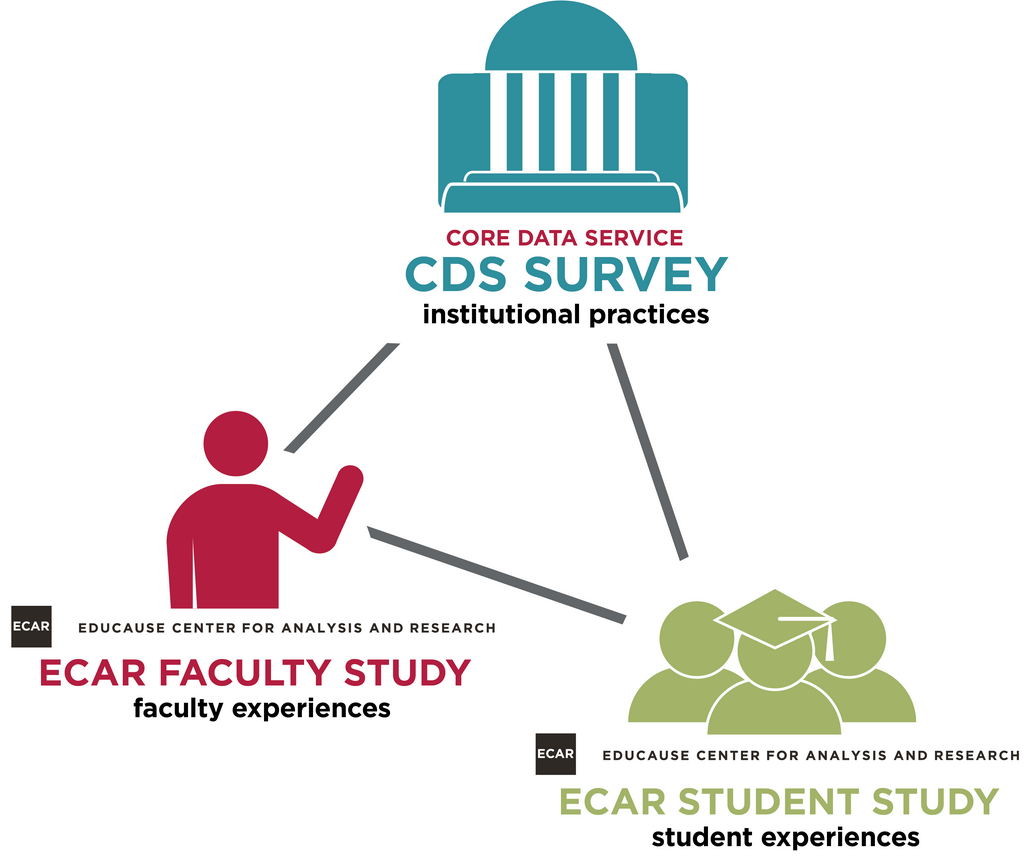 CORE DATA SERVICE
CDS SURVEY
institutional practices
ECAR EDUCAUSE CENTER FOR ANALYSIS AND RESEARCH
ECAR FACULTY STUDY
faculty experiences
ECAR EDUCAUSE CENTER FOR ANALYSIS AND RESEARCH
ECAR STUDENT STUDY
student experiences